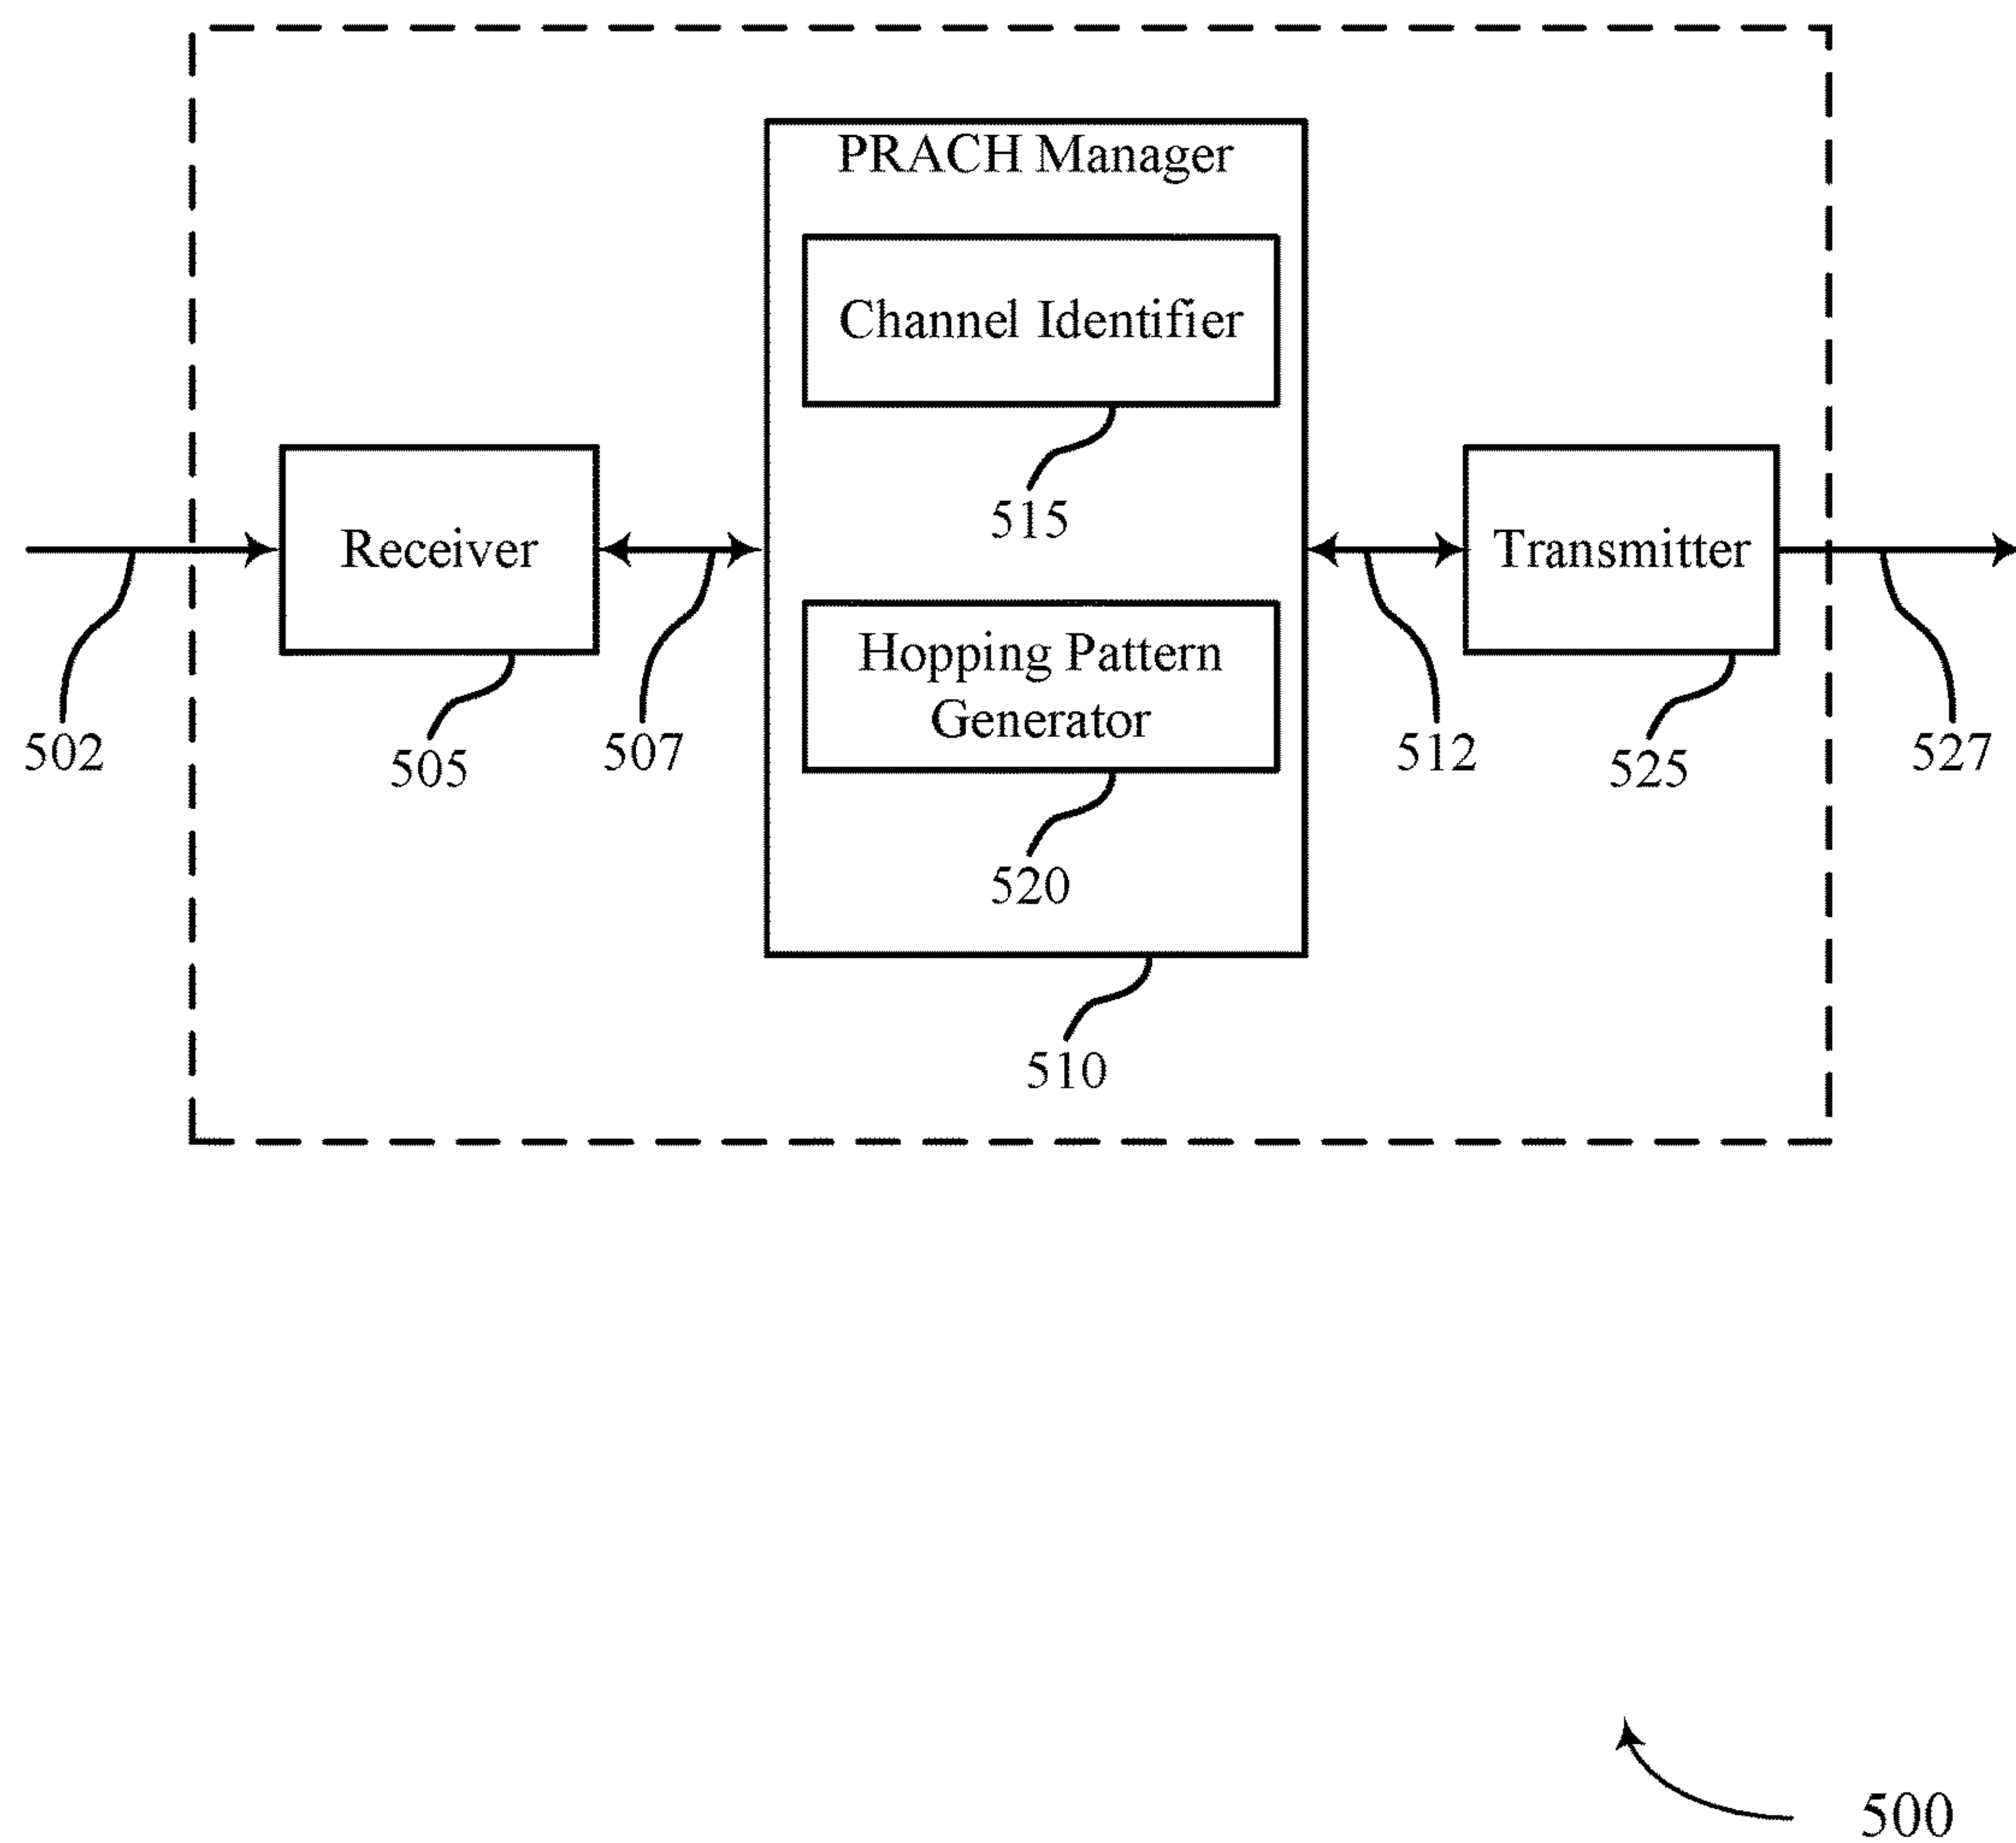 PRACH Manager
Channel Identifier
515
Receiver
Transmitter
Hopping Pattern
Generator
502
505
507
512
525
527
520
510
500